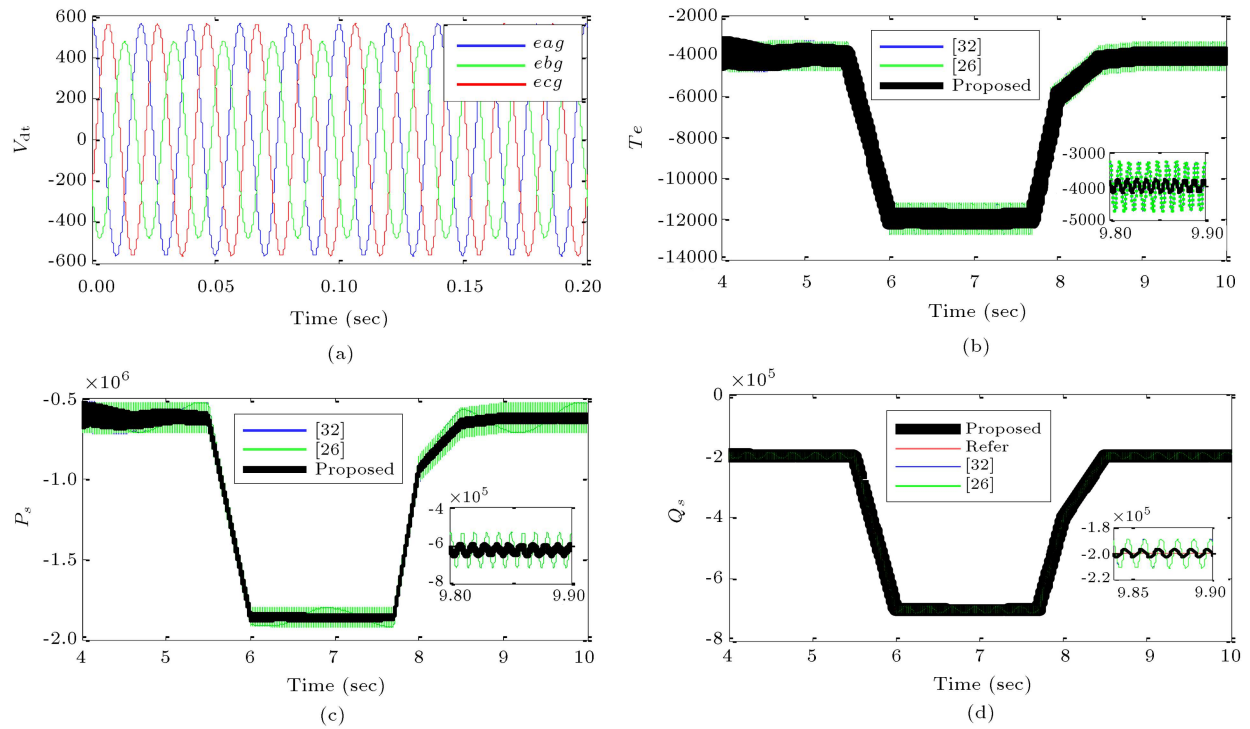 600
400
200
0
-200
-400
-600
V_dt
eag
ebg
ecg
0.00 0.05 0.10 0.15 0.20
Time (sec)
(a)
-2000
-4000
-6000
-8000
-10000
-12000
-14000
Te
[32]
[26]
Proposed
-3000
-4000
-5000
9.80 9.90
4 5 6 7 8 9 10
Time (sec)
(b)
×10^6
-0.5
-1.0
-1.5
-2.0
P_s
[32]
[26]
Proposed
×10^5
-4
-6
-8
9.80 9.90
4 5 6 7 8 9 10
Time (sec)
(c)
×10^5
0
-2
-4
-6
-8
Q_s
Proposed
Refer
[32]
[26]
×10^5
-1.8
-2.0
-2.2
9.85 9.90
4 5 6 7 8 9 10
Time (sec)
(d)